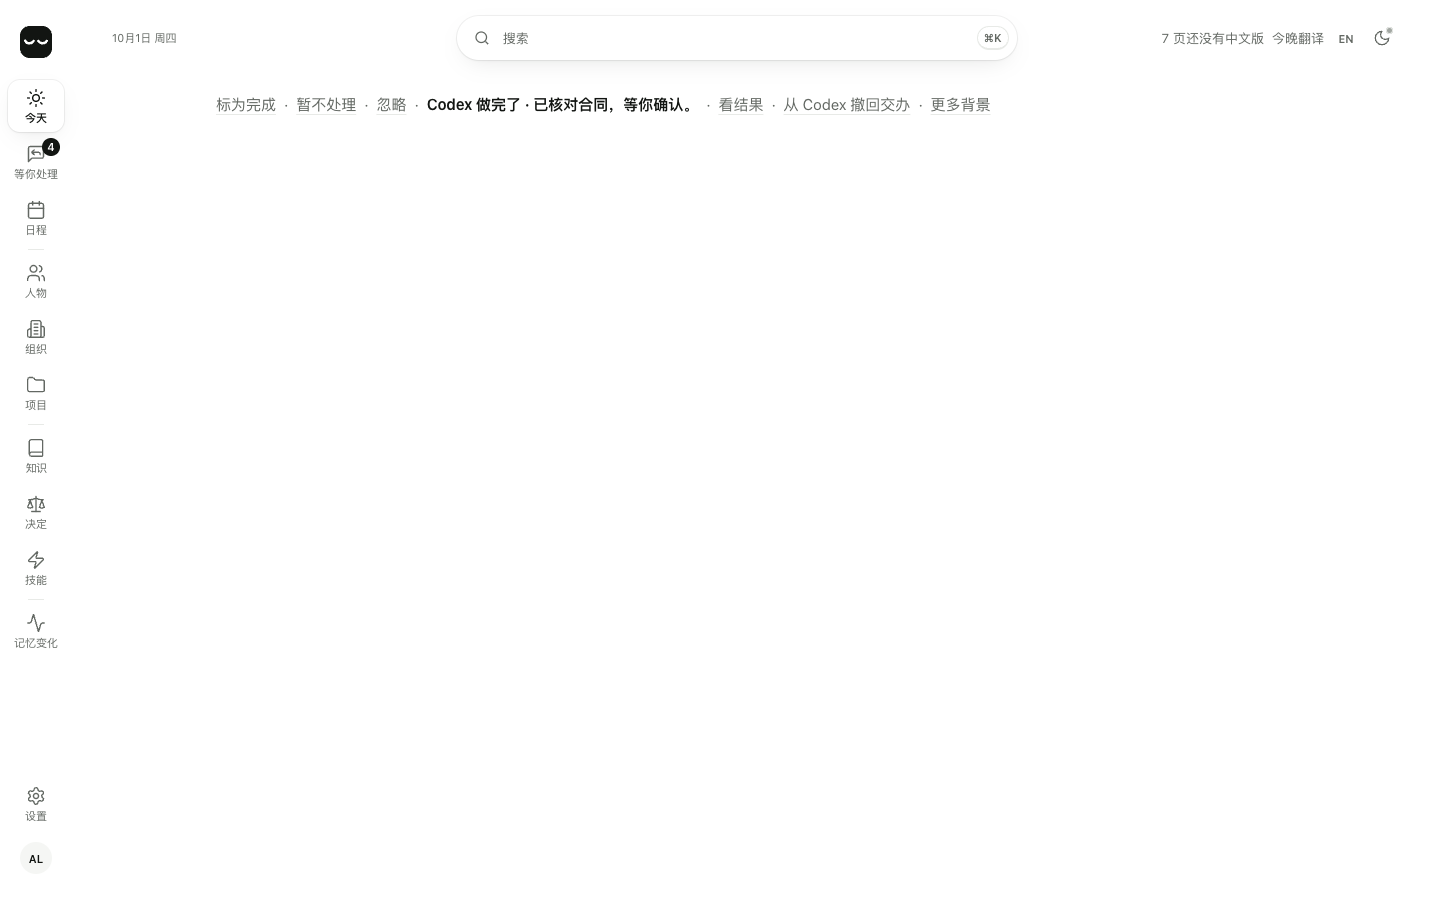 10月1日 周四
搜索
⌘K
7 页还没有中文版 今晚翻译 EN
标为完成 · 暂不处理 · 忽略 · Codex 做完了 · 已核对合同，等你确认。 · 看结果 · 从 Codex 撤回交办 · 更多背景
今天
4
等你处理
日程
人物
组织
项目
知识
决定
技能
记忆变化
设置
AL